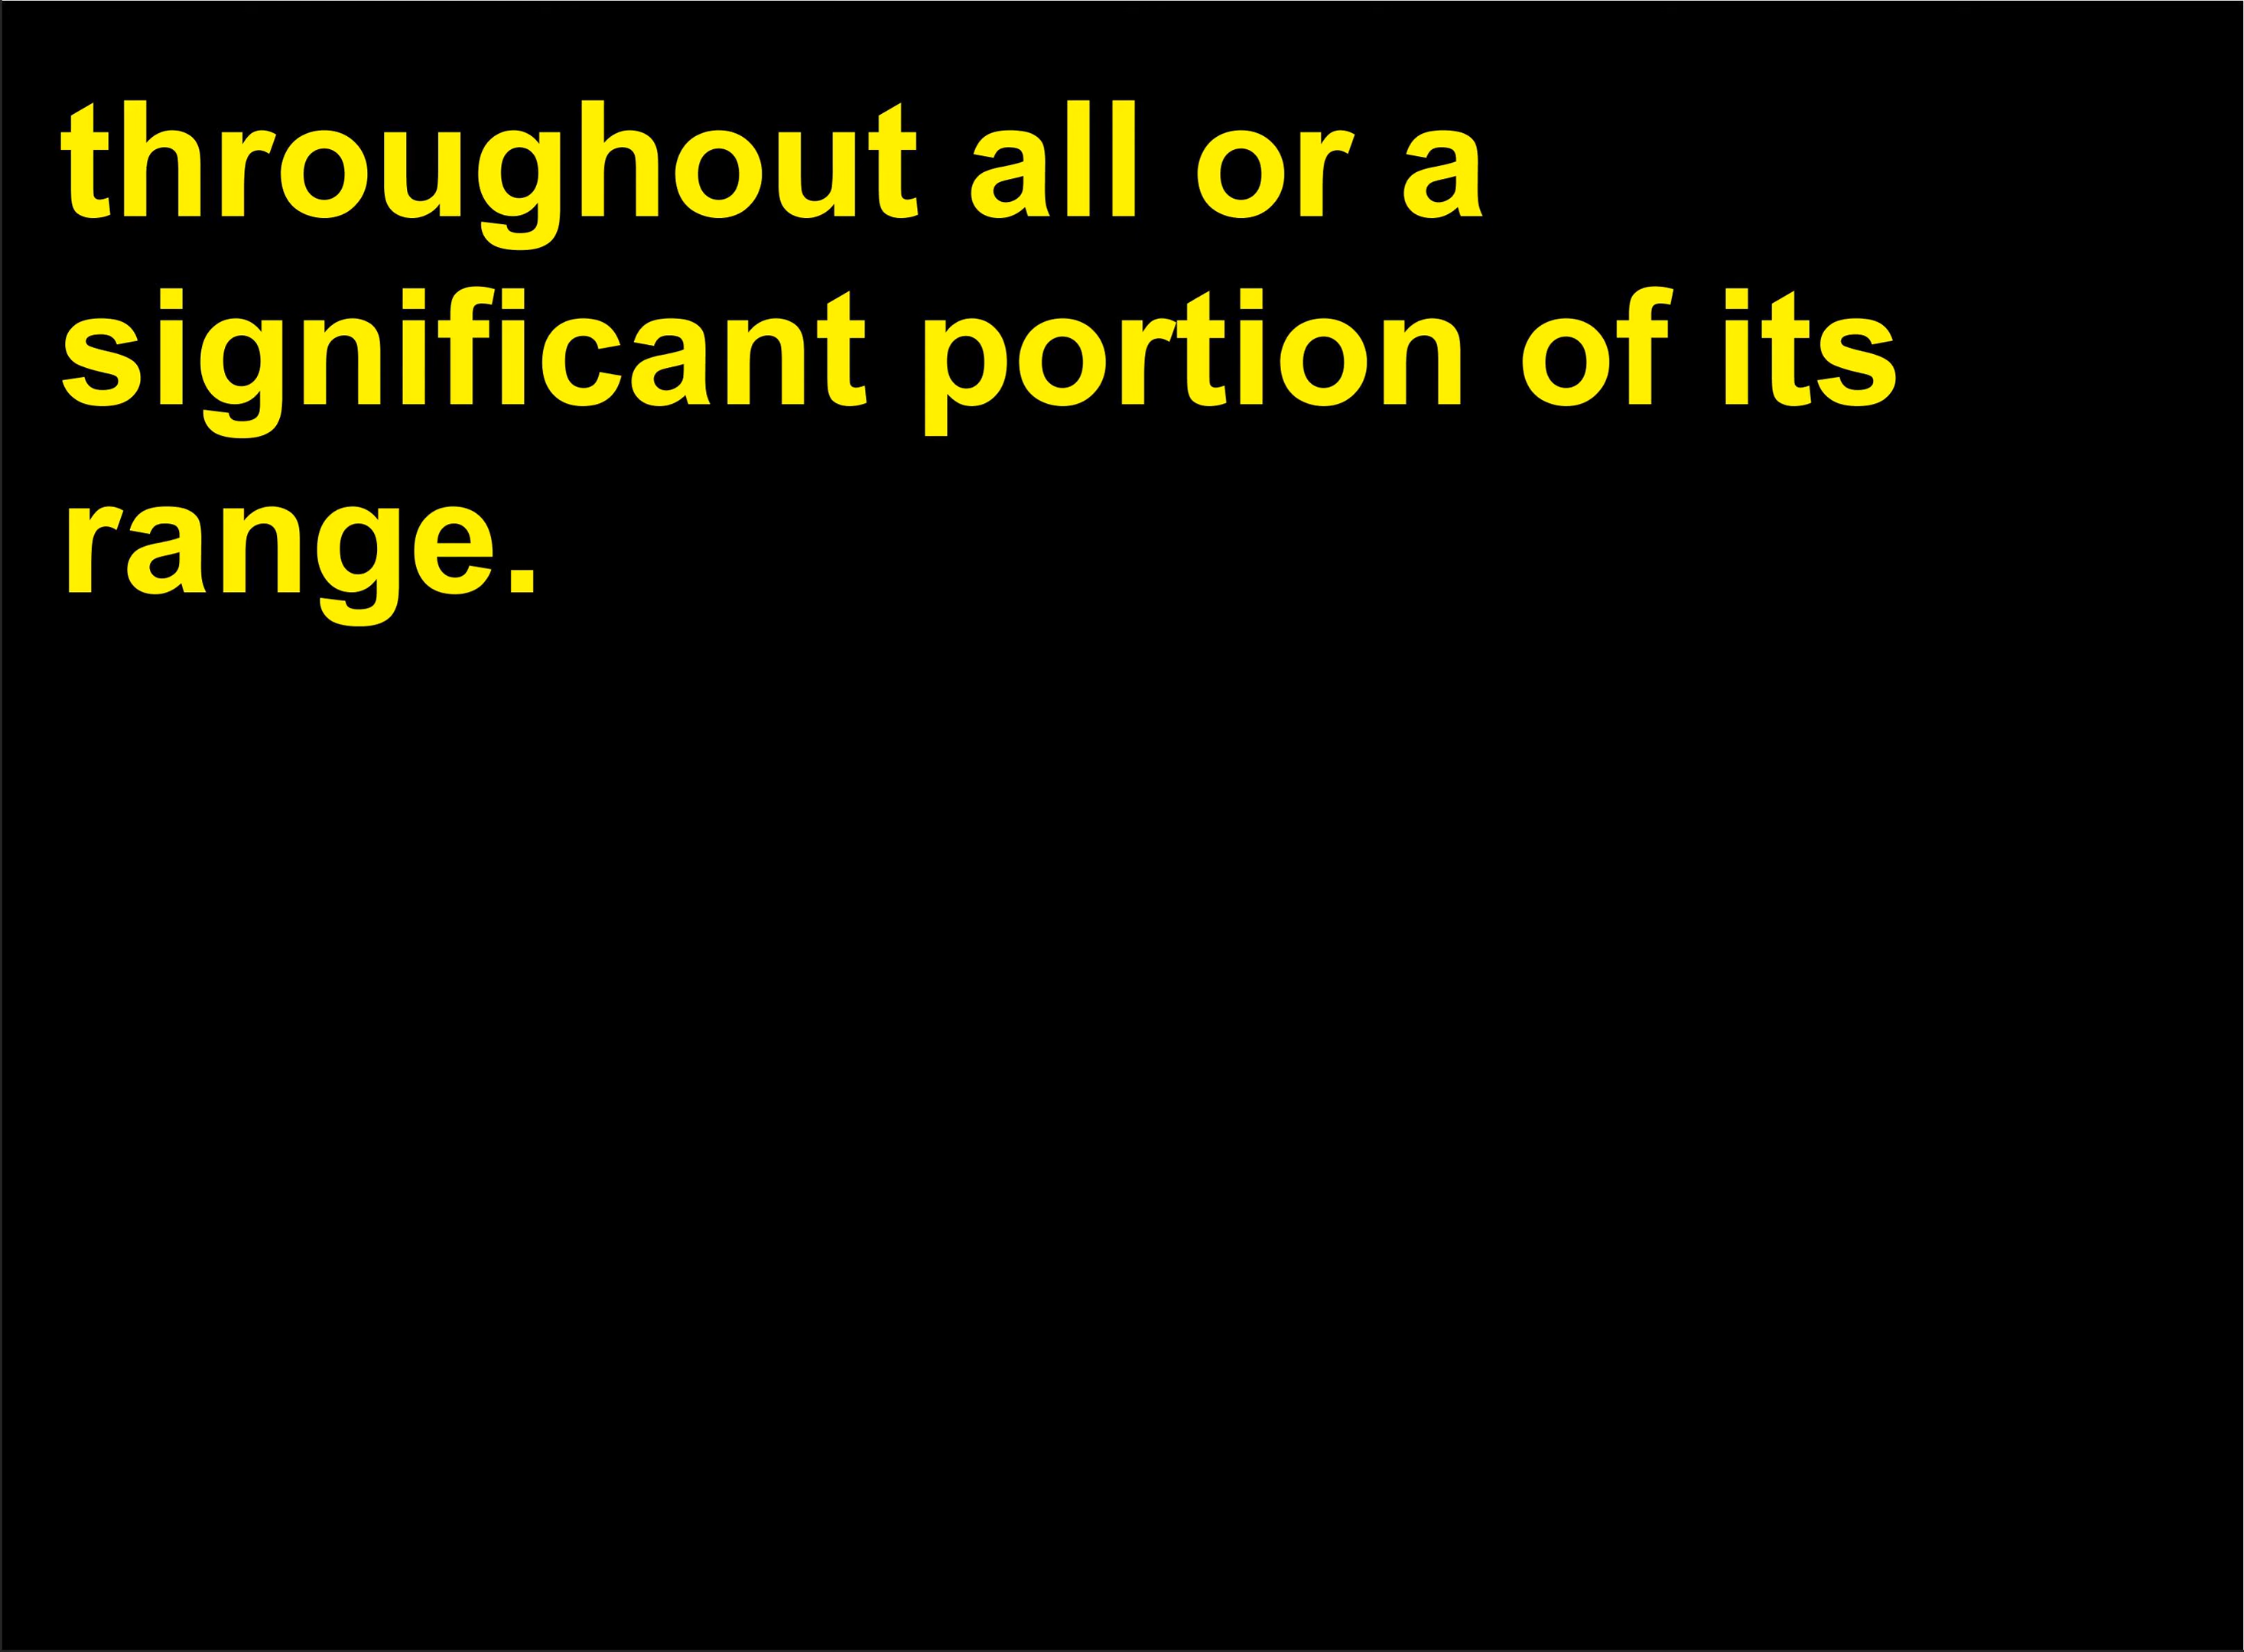 throughout all or a
significant portion of its
range.